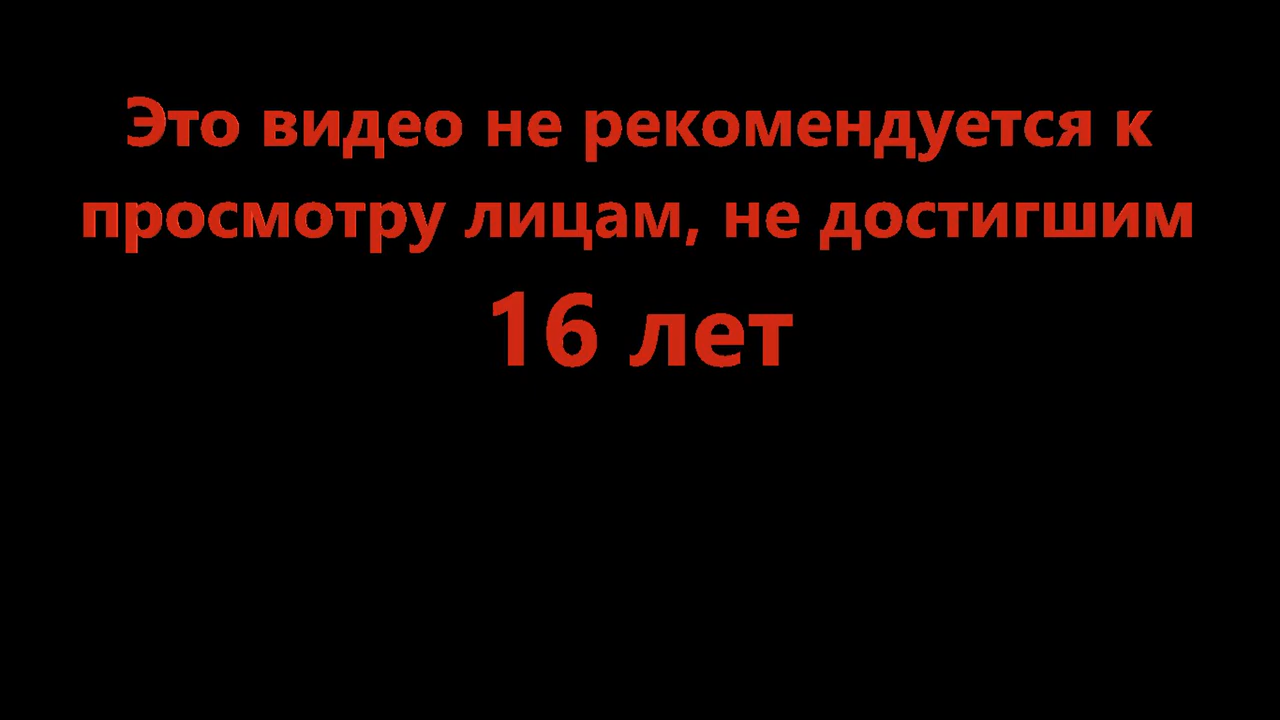 Это видео не рекомендуется к
просмотру лицам, не достигшим
16 лет